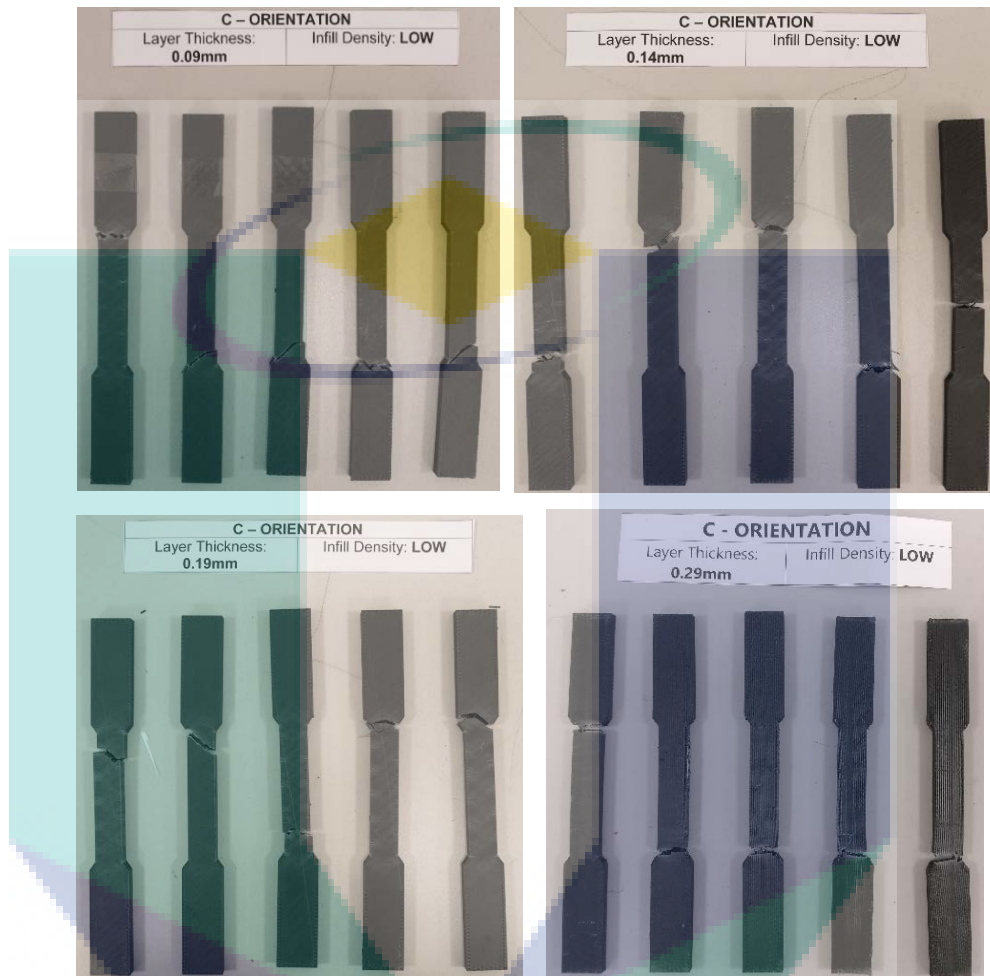 C – ORIENTATION
Layer Thickness: Infill Density: LOW
0.09mm
C – ORIENTATION
Layer Thickness: Infill Density: LOW
0.14mm
C – ORIENTATION
Layer Thickness: Infill Density: LOW
0.19mm
C - ORIENTATION
Layer Thickness: Infill Density: LOW
0.29mm